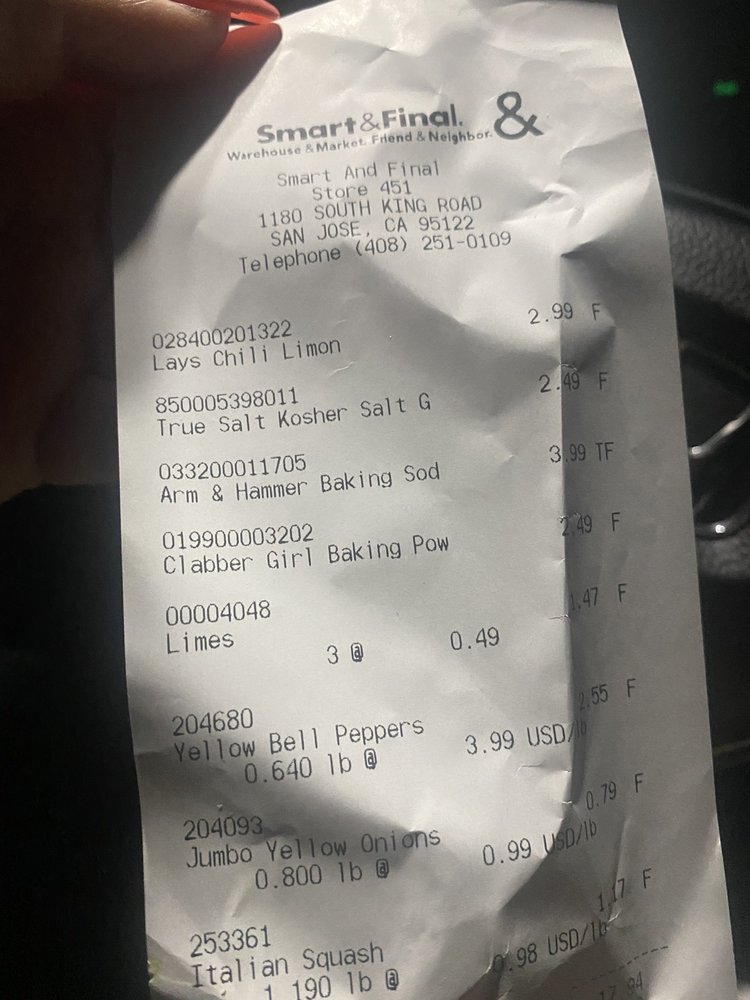 Smart&Final. &
Warehouse & Market. Friend & Neighbor.
Smart And Final
Store 451
1180 SOUTH KING ROAD
SAN JOSE, CA 95122
Telephone (408) 251-0109
028400201322 2.99 F
Lays Chili Limon
850005398011 2.49 F
True Salt Kosher Salt G
033200011705 3.99 TF
Arm & Hammer Baking Sod
019900003202 2.49 F
Clabber Girl Baking Pow
00004048 1.47 F
Limes
3 @ 0.49
204680 2.55 F
Yellow Bell Peppers
0.640 lb @ 3.99 USD/lb
204093 0.79 F
Jumbo Yellow Onions
0.800 lb @ 0.99 USD/lb
253361 1.17 F
Italian Squash
1.190 lb @ 0.98 USD/lb
17.94